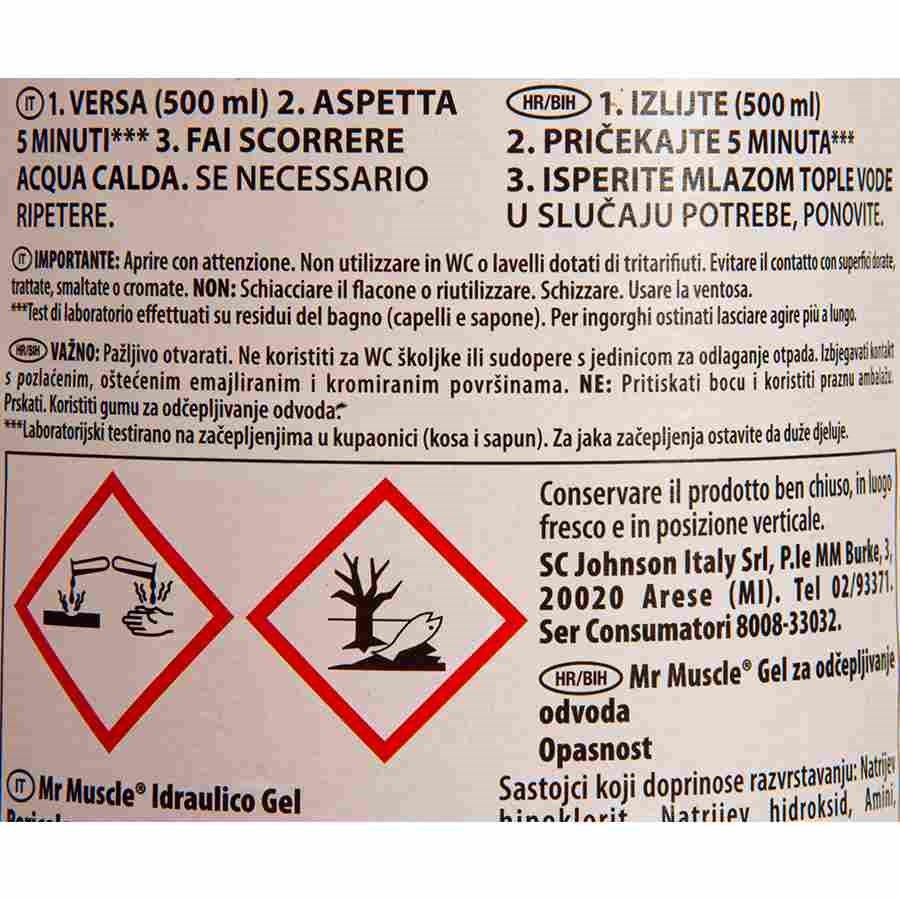 IT 1. VERSA (500 ml) 2. ASPETTA
5 MINUTI*** 3. FAI SCORRERE
ACQUA CALDA. SE NECESSARIO
RIPETERE.
HR/BIH 1. IZLIJTE (500 ml)
2. PRIČEKAJTE 5 MINUTA***
3. ISPERITE MLAZOM TOPLE VODE
U SLUČAJU POTREBE, PONOVITE.
IT IMPORTANTE: Aprire con attenzione. Non utilizzare in WC o lavelli dotati di tritarifiuti. Evitare il contatto con superfici dorate,
trattate, smaltate o cromate. NON: Schiacciare il flacone o riutilizzare. Schizzare. Usare la ventosa.
***Test di laboratorio effettuati su residui del bagno (capelli e sapone). Per ingorghi ostinati lasciare agire più a lungo.
HR/BIH VAŽNO: Pažljivo otvarati. Ne koristiti za WC školjke ili sudopere s jedinicom za odlaganje otpada. Izbjegavati kontakt
s pozlaćenim, oštećenim emajliranim i kromiranim površinama. NE: Pritiskati bocu i koristiti praznu ambalažu.
Prskati. Koristiti gumu za odčepljivanje odvoda.
***Laboratorijski testirano na začepljenjima u kupaonici (kosa i sapun). Za jaka začepljenja ostavite da duže djeluje.
Conservare il prodotto ben chiuso, in luogo
fresco e in posizione verticale.
SC Johnson Italy Srl, P.le MM Burke, 3,
20020 Arese (MI). Tel 02/93371.
Ser Consumatori 8008-33032.
HR/BIH Mr Muscle® Gel za odčepljivanje
odvoda
Opasnost
Sastojci koji doprinose razvrstavanju: Natrijev
hipoklorit, Natrijev hidroksid, Amini,
IT Mr Muscle® Idraulico Gel